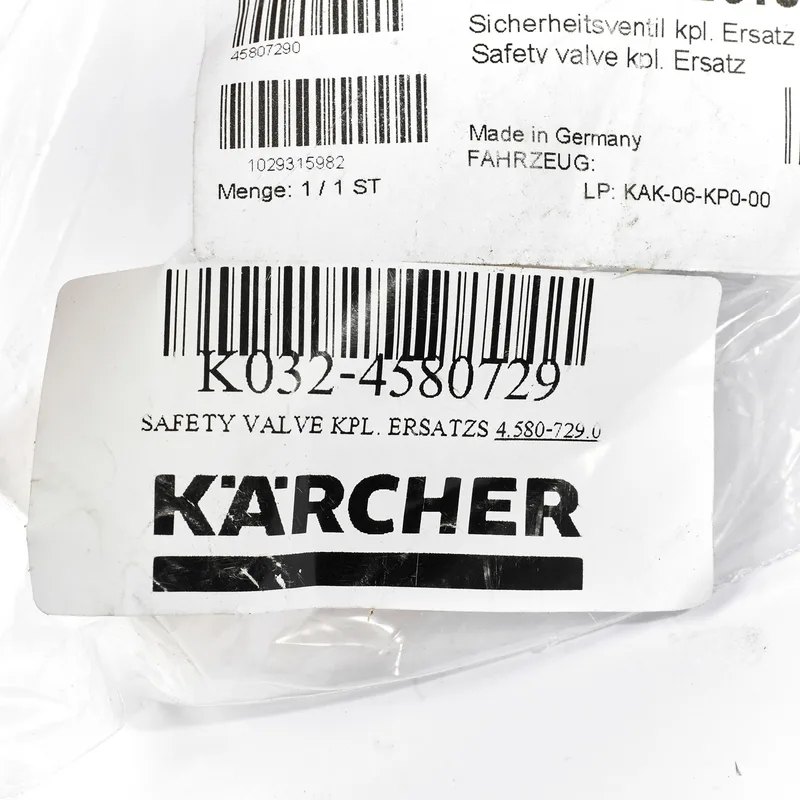 Sicherheitsventil kpl. Ersatz
Safety valve kpl. Ersatz
45807290
1029315982
Menge: 1 / 1 ST
Made in Germany
FAHRZEUG:
LP: KAK-06-KP0-00
K032-4580729
SAFETY VALVE KPL. ERSATZS 4.580-729.0
KÄRCHER